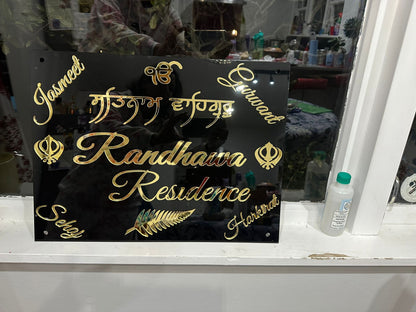 ੴ
Jasmeet
Gurwant
ਸਤਿਨਾਮ ਵਾਹਿਗੁਰੂ
Randhawa
Residence
Sehaj
Harkirat